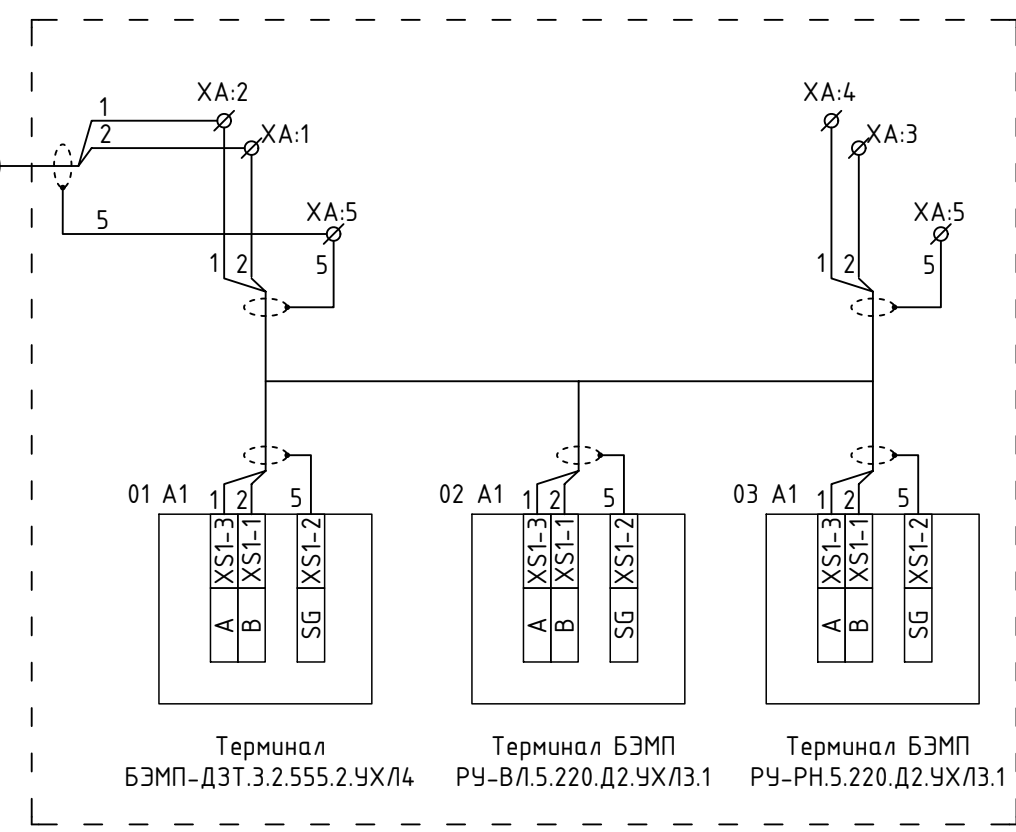 XA:2
XA:4
1
XA:1
XA:3
2
XA:5
XA:5
5
1 2
5
1 2
5
01 A1
1 2
5
02 A1
1 2
5
03 A1
1 2
5
XS1-3
XS1-1
XS1-2
XS1-3
XS1-1
XS1-2
XS1-3
XS1-1
XS1-2
A
B
SG
A
B
SG
A
B
SG
Терминал
БЭМП-ДЗТ.3.2.555.2.УХЛ4
Терминал БЭМП
РУ-ВЛ.5.220.Д2.УХЛ3.1
Терминал БЭМП
РУ-РН.5.220.Д2.УХЛ3.1